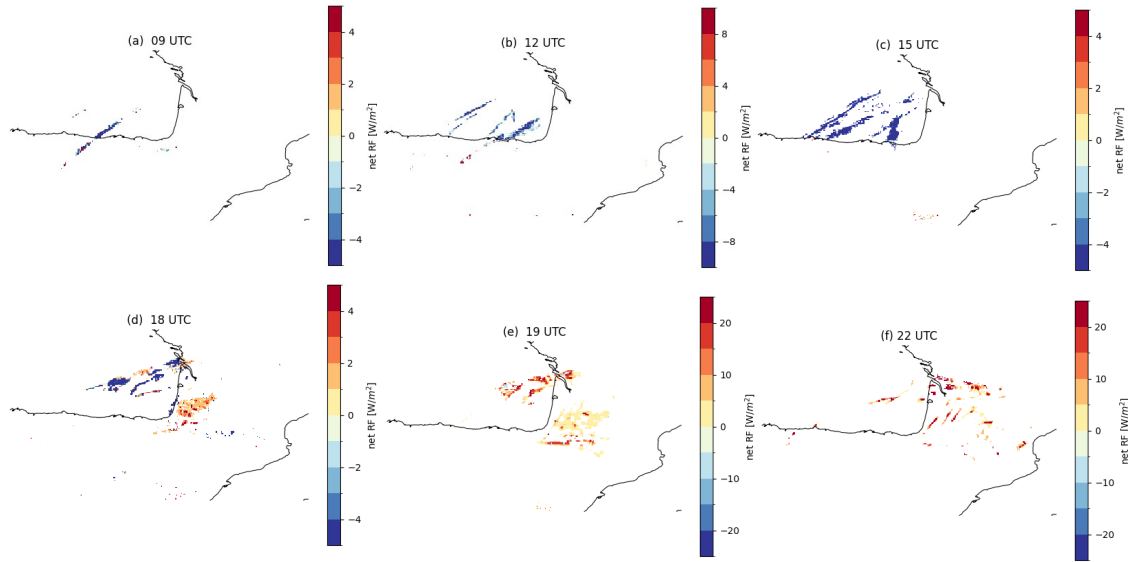 (a) 09 UTC
4
2
0
−2
−4
net RF [W/m²]
(b) 12 UTC
8
4
0
−4
−8
net RF [W/m²]
(c) 15 UTC
4
2
0
−2
−4
net RF [W/m²]
(d) 18 UTC
4
2
0
−2
−4
net RF [W/m²]
(e) 19 UTC
20
10
0
−10
−20
net RF [W/m²]
(f) 22 UTC
20
10
0
−10
−20
net RF [W/m²]